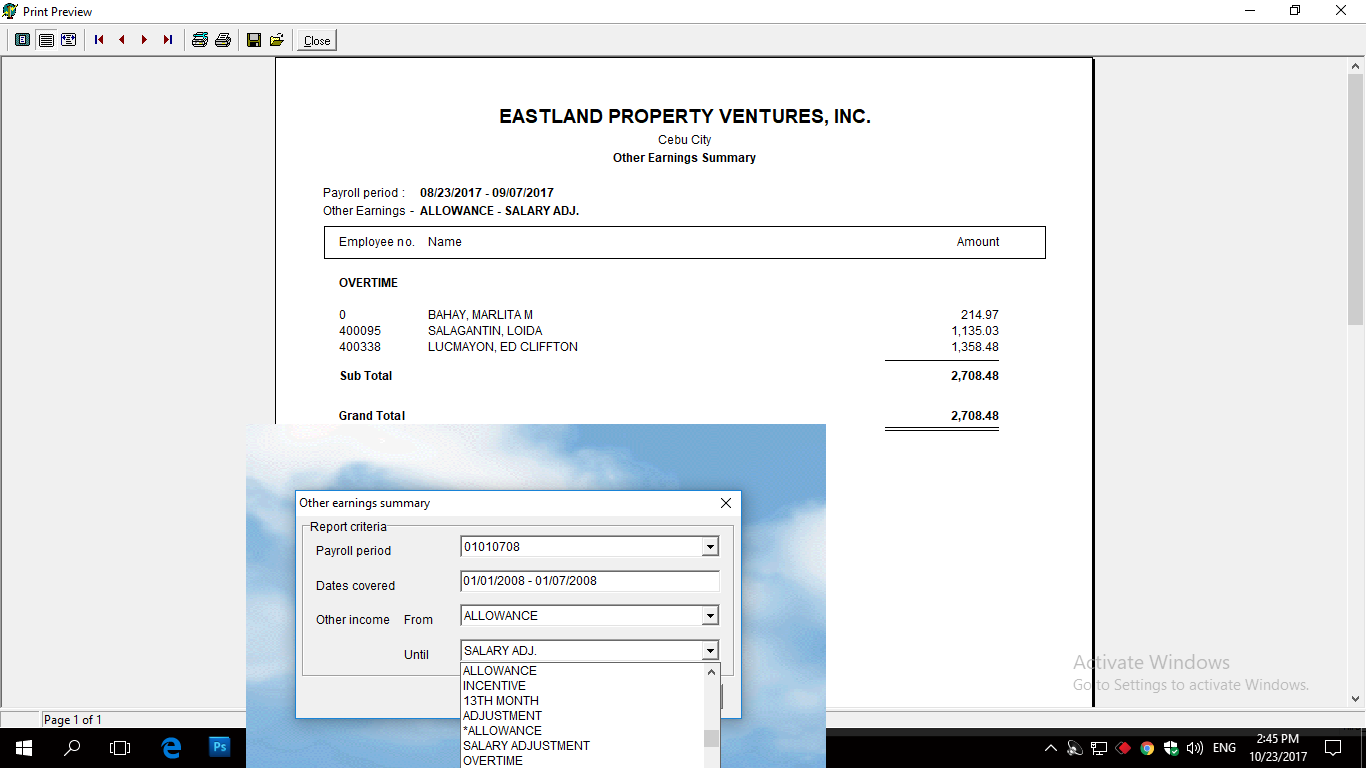 Print Preview
Close
EASTLAND PROPERTY VENTURES, INC.
Cebu City
Other Earnings Summary
Payroll period : 08/23/2017 - 09/07/2017
Other Earnings - ALLOWANCE - SALARY ADJ.
Employee no. Name Amount
OVERTIME
0 BAHAY, MARLITA M 214.97
400095 SALAGANTIN, LOIDA 1,135.03
400338 LUCMAYON, ED CLIFFTON 1,358.48
Sub Total 2,708.48
Grand Total 2,708.48
Other earnings summary
Report criteria
Payroll period 01010708
Dates covered 01/01/2008 - 01/07/2008
Other income From ALLOWANCE
Until SALARY ADJ.
ALLOWANCE
INCENTIVE
13TH MONTH
ADJUSTMENT
*ALLOWANCE
SALARY ADJUSTMENT
OVERTIME
Activate Windows
Go to Settings to activate Windows.
Page 1 of 1
Ps
ENG
2:45 PM
10/23/2017